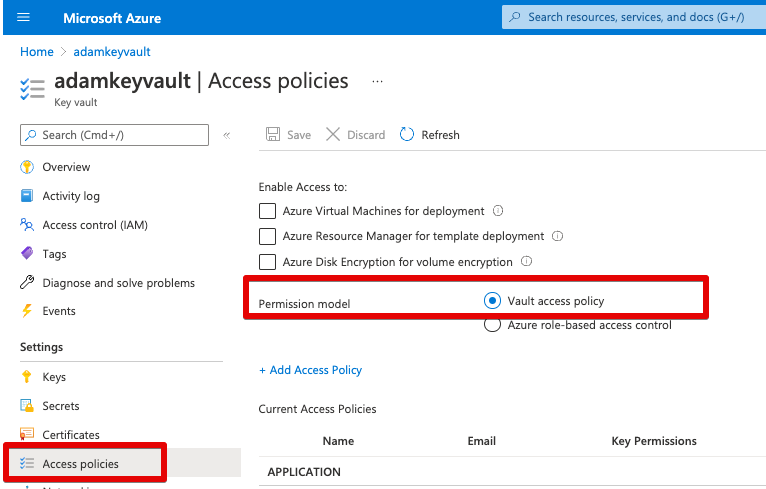 Microsoft Azure
Search resources, services, and docs (G+/)
Home > adamkeyvault
adamkeyvault | Access policies ...
Key vault
Search (Cmd+/)
«
Save
Discard
Refresh
Overview
Activity log
Access control (IAM)
Tags
Diagnose and solve problems
Events
Settings
Keys
Secrets
Certificates
Access policies
Enable Access to:
Azure Virtual Machines for deployment
Azure Resource Manager for template deployment
Azure Disk Encryption for volume encryption
Permission model
Vault access policy
Azure role-based access control
+ Add Access Policy
Current Access Policies
Name Email Key Permissions
APPLICATION